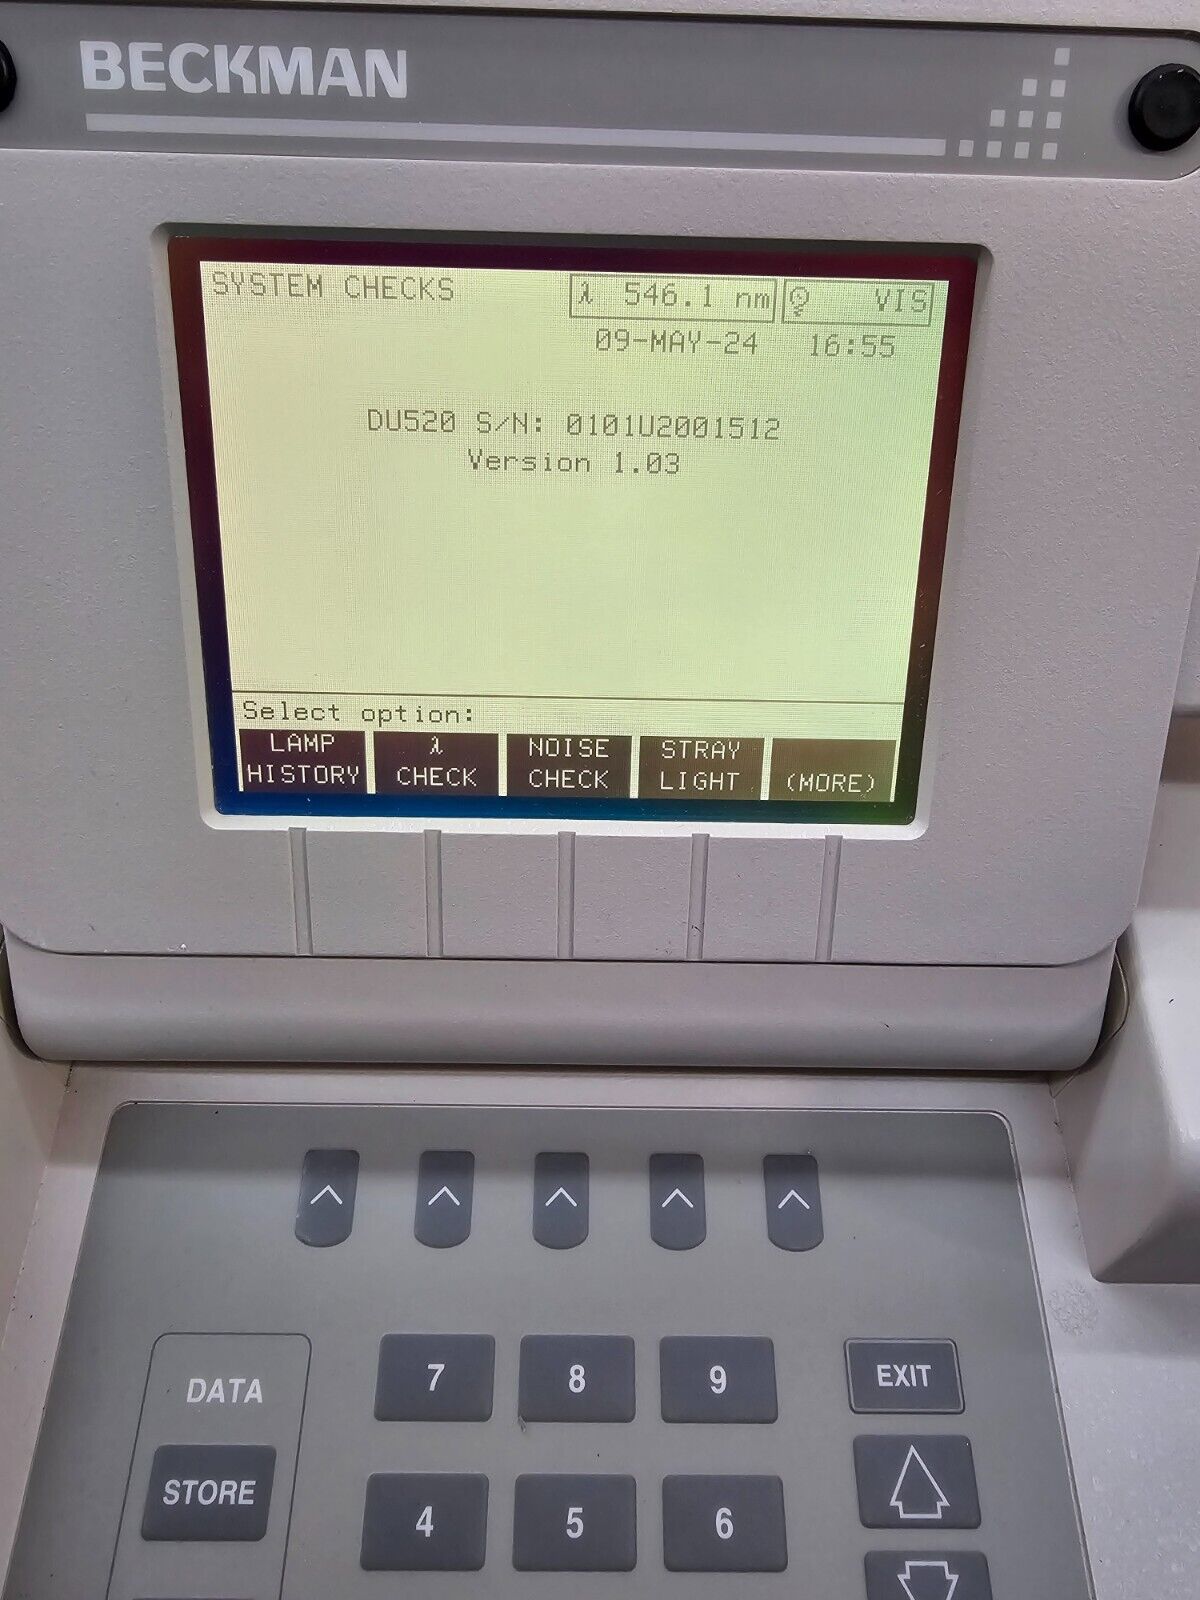 BECKMAN
SYSTEM CHECKS
λ 546.1 nm
VIS
09-MAY-24 16:55
DU520 S/N: 0101U2001512
Version 1.03
Select option:
LAMP HISTORY
λ CHECK
NOISE CHECK
STRAY LIGHT
(MORE)
DATA
7 8 9 EXIT
STORE
4 5 6